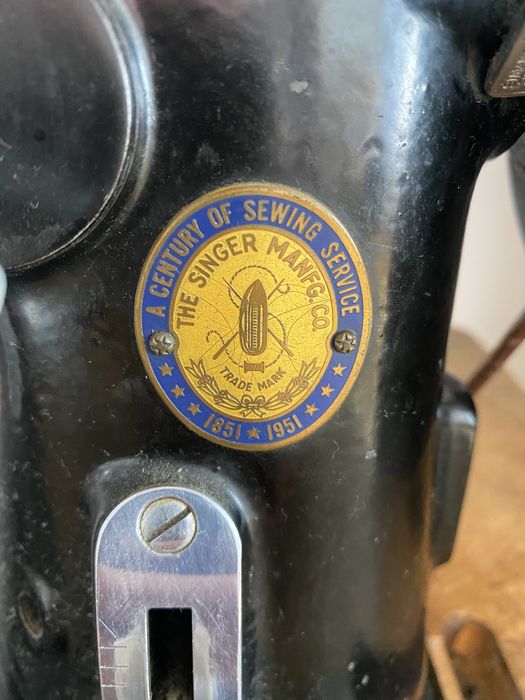 A CENTURY OF SEWING SERVICE
THE SINGER MANFG. CO.
TRADE MARK
1851 ★ 1951